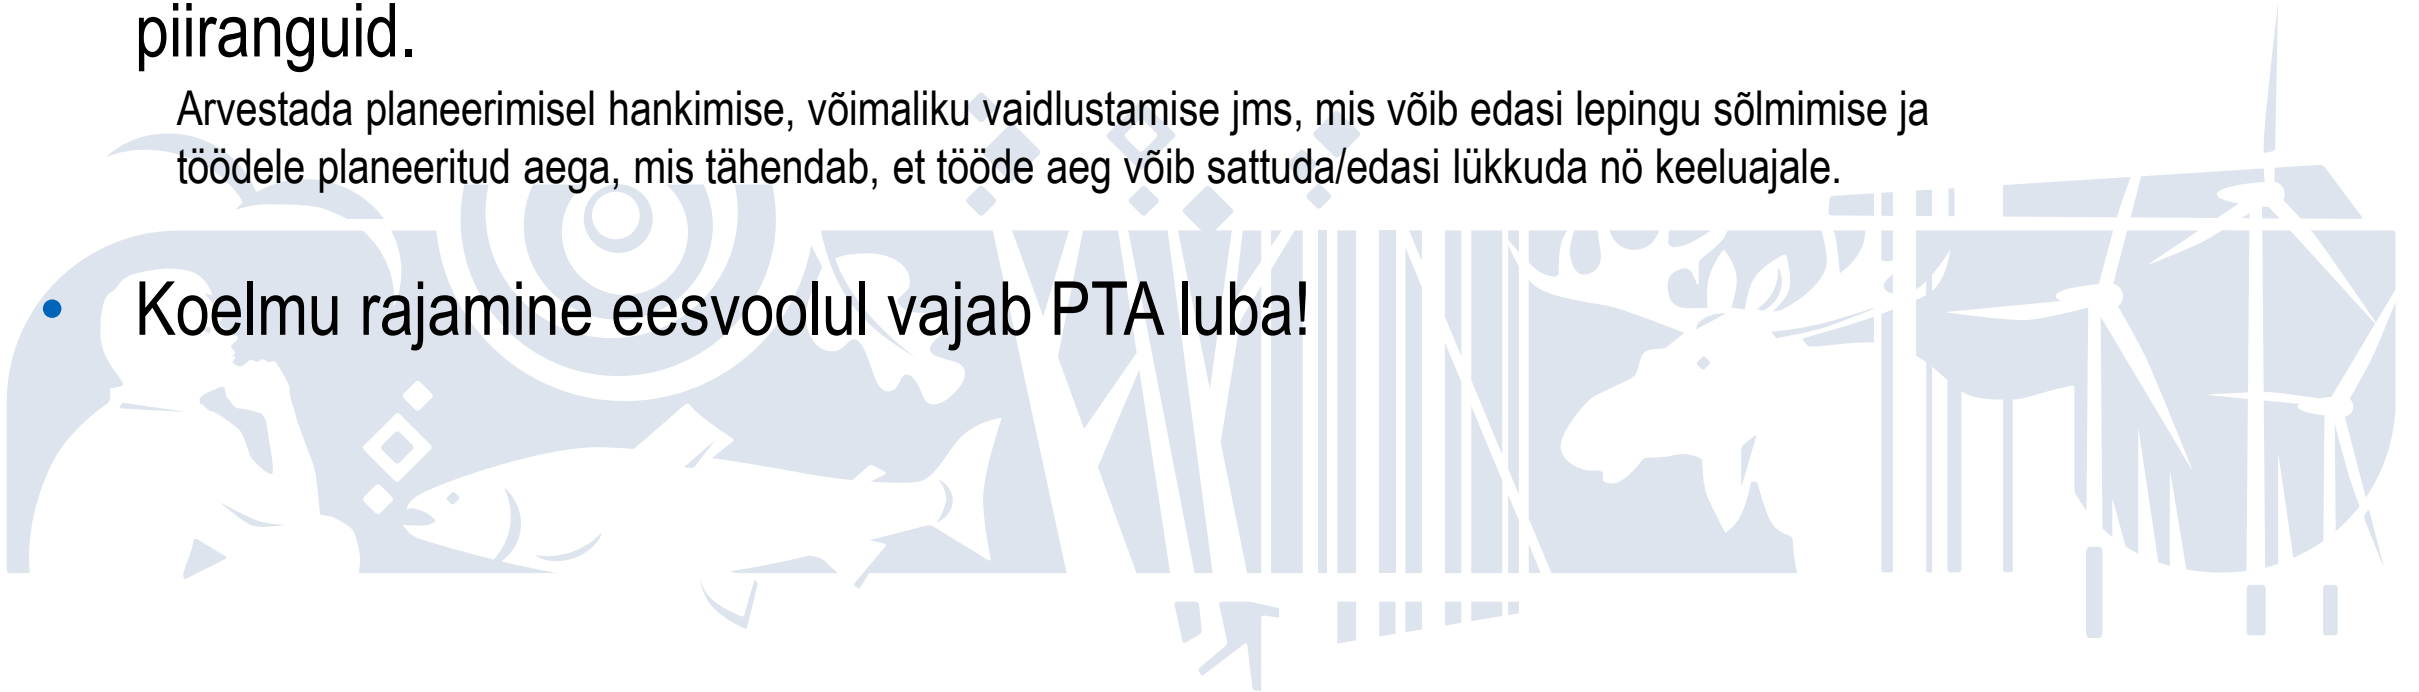 piiranguid.
Arvestada planeerimisel hankimise, võimaliku vaidlustamise jms, mis võib edasi lepingu sõlmimise ja
töödele planeeritud aega, mis tähendab, et tööde aeg võib sattuda/edasi lükkuda nö keeluajale.
• Koelmu rajamine eesvoolul vajab PTA luba!